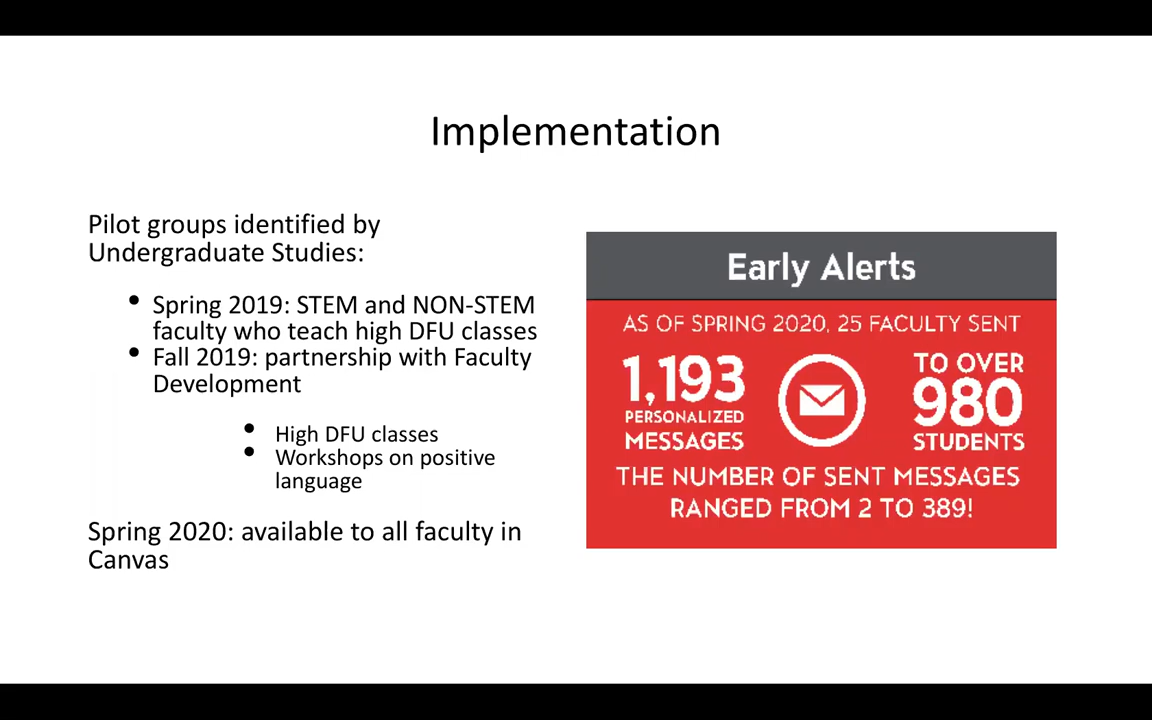 Implementation
Pilot groups identified by
Undergraduate Studies:
• Spring 2019: STEM and NON-STEM
faculty who teach high DFU classes
• Fall 2019: partnership with Faculty
Development
• High DFU classes
• Workshops on positive
language
Spring 2020: available to all faculty in
Canvas
Early Alerts
AS OF SPRING 2020, 25 FACULTY SENT
1,193
PERSONALIZED
MESSAGES
TO OVER
980
STUDENTS
THE NUMBER OF SENT MESSAGES
RANGED FROM 2 TO 389!